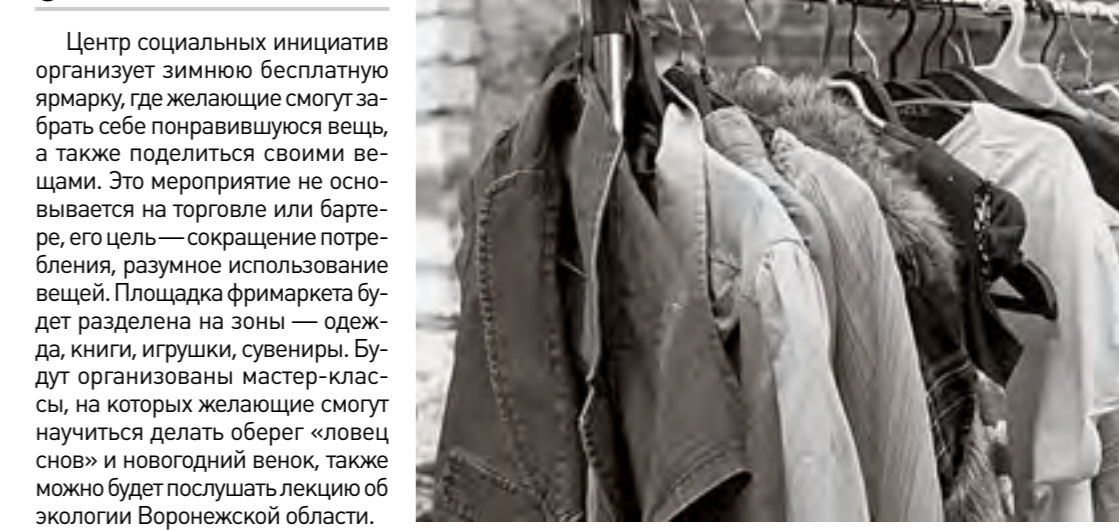 Центр социальных инициатив
организует зимнюю бесплатную
ярмарку, где желающие смогут за-
брать себе понравившуюся вещь,
а также поделиться своими ве-
щами. Это мероприятие не осно-
вывается на торговле или барте-
ре, его цель — сокращение потре-
бления, разумное использование
вещей. Площадка фримаркета бу-
дет разделена на зоны — одеж-
да, книги, игрушки, сувениры. Бу-
дут организованы мастер-клас-
сы, на которых желающие смогут
научиться делать оберег «ловец
снов» и новогодний венок, также
можно будет послушать лекцию об
экологии Воронежской области.